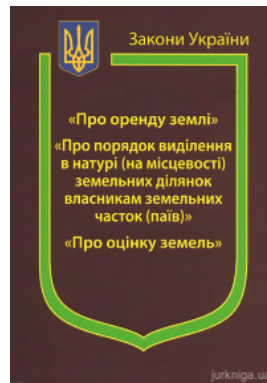 Закони України
«Про оренду землі»
«Про порядок виділення
в натурі (на місцевості)
земельних ділянок
власникам земельних
часток (паїв)»
«Про оцінку земель»
jurkniga.ua